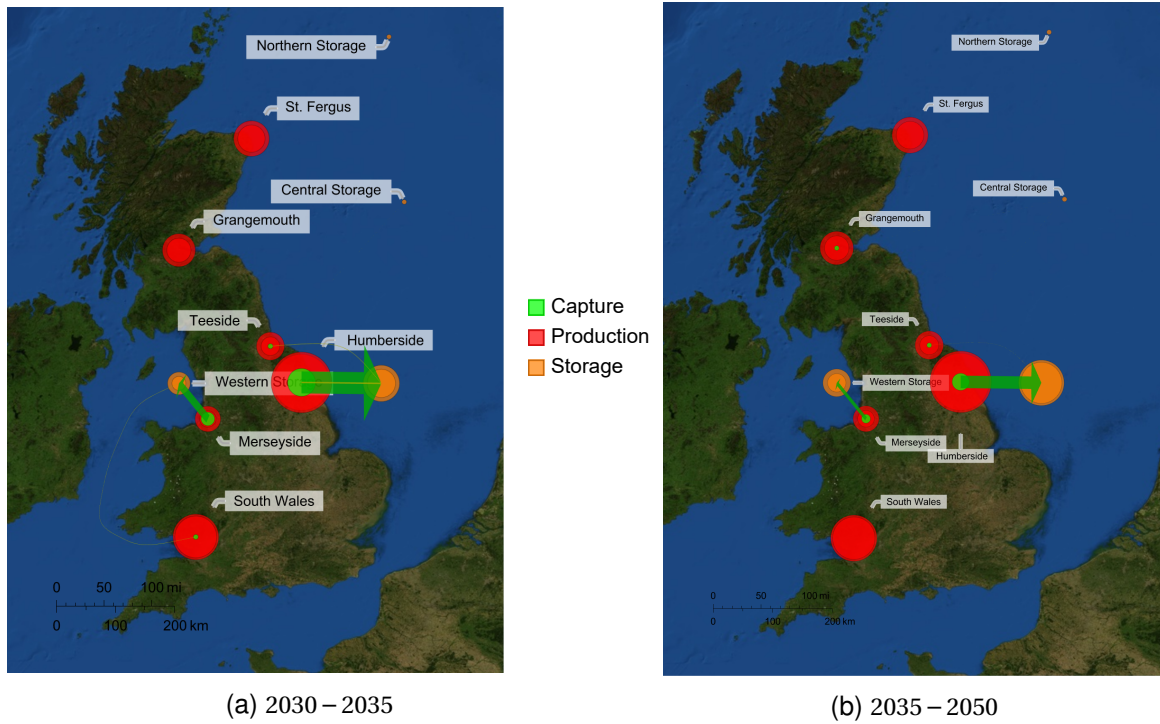 Northern Storage
St. Fergus
Central Storage
Grangemouth
Teeside
Humberside
Western Storage
Merseyside
South Wales
0 50 100 mi
0 100 200 km
(a) 2030 – 2035
Capture
Production
Storage
Northern Storage
St. Fergus
Central Storage
Grangemouth
Teeside
Western Storage
Merseyside
Humberside
South Wales
0 50 100 mi
0 100 200 km
(b) 2035 – 2050